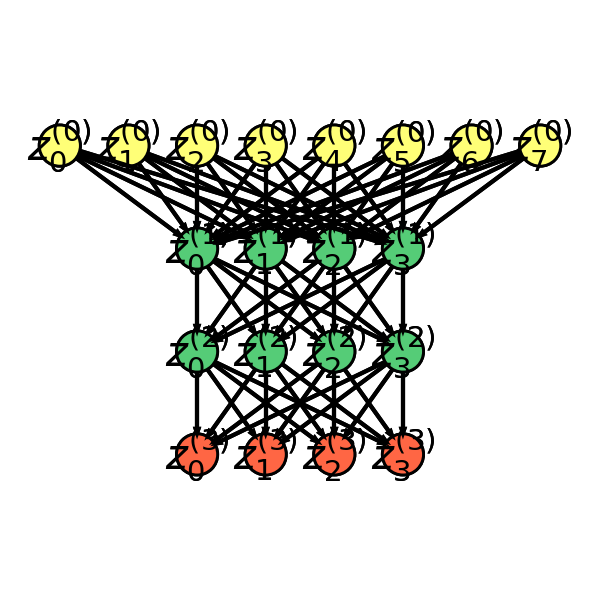 z_0^{(0)} z_1^{(0)} z_2^{(0)} z_3^{(0)} z_4^{(0)} z_5^{(0)} z_6^{(0)} z_7^{(0)}
z_0^{(1)} z_1^{(1)} z_2^{(1)} z_3^{(1)}
z_0^{(2)} z_1^{(2)} z_2^{(2)} z_3^{(2)}
z_0^{(3)} z_1^{(3)} z_2^{(3)} z_3^{(3)}